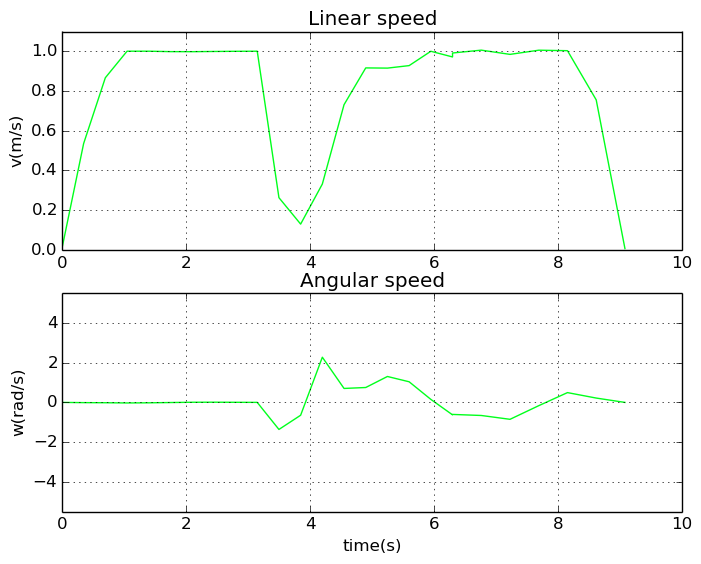 Linear speed
v(m/s)
1.0
0.8
0.6
0.4
0.2
0.0
0 2 4 6 8 10
Angular speed
w(rad/s)
4
2
0
−2
−4
0 2 4 6 8 10
time(s)